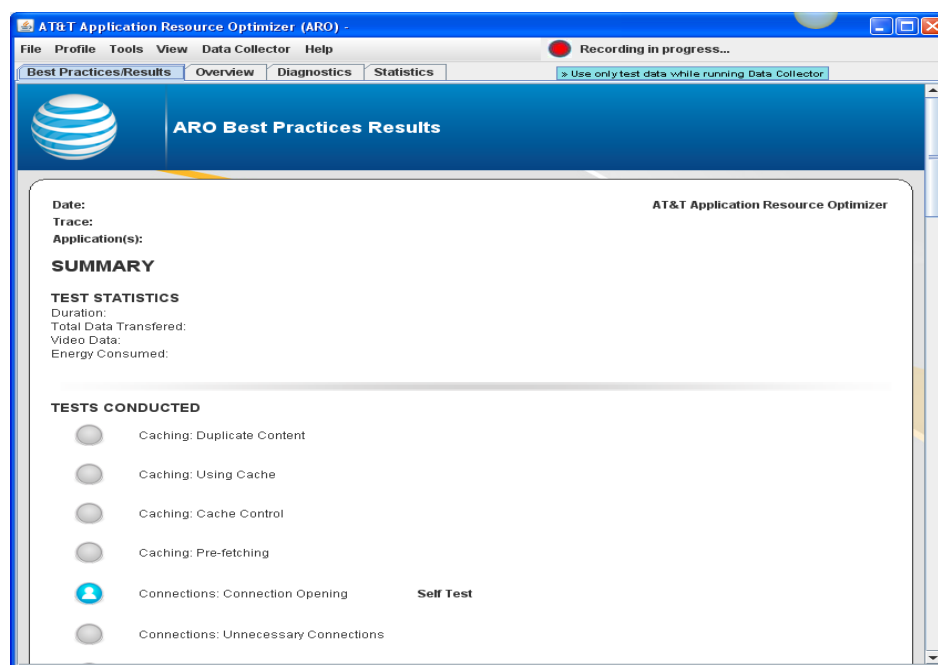 AT&T Application Resource Optimizer (ARO) -
File Profile Tools View Data Collector Help
Recording in progress...
Best Practices/Results Overview Diagnostics Statistics
» Use only test data while running Data Collector
ARO Best Practices Results
Date:
AT&T Application Resource Optimizer
Trace:
Application(s):
SUMMARY
TEST STATISTICS
Duration:
Total Data Transfered:
Video Data:
Energy Consumed:
TESTS CONDUCTED
Caching: Duplicate Content
Caching: Using Cache
Caching: Cache Control
Caching: Pre-fetching
Connections: Connection Opening Self Test
Connections: Unnecessary Connections